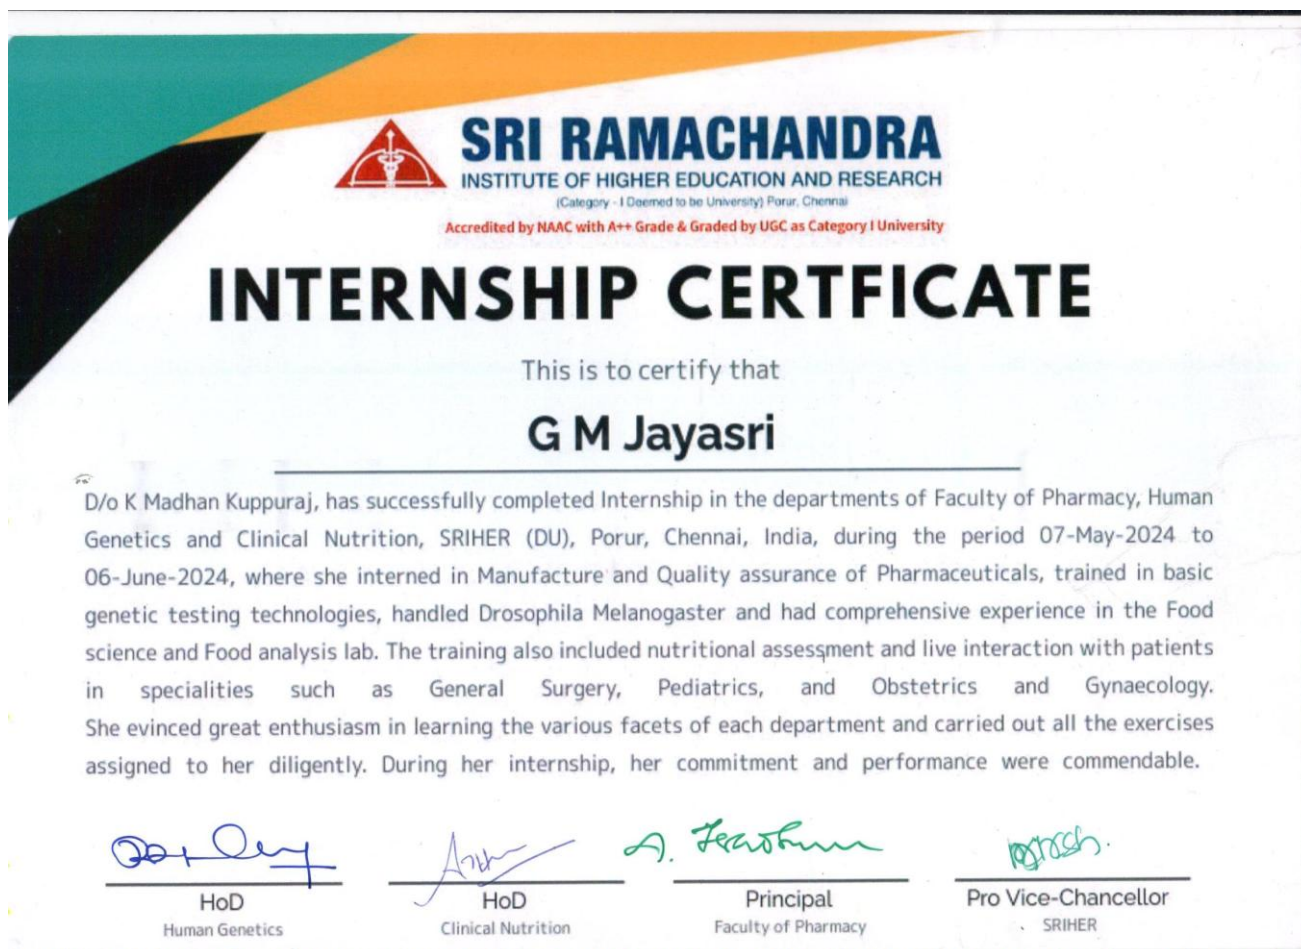 SRI RAMACHANDRA
INSTITUTE OF HIGHER EDUCATION AND RESEARCH
(Category - I Deemed to be University) Porur, Chennai
Accredited by NAAC with A++ Grade & Graded by UGC as Category I University
INTERNSHIP CERTFICATE
This is to certify that
G M Jayasri
D/o K Madhan Kuppuraj, has successfully completed Internship in the departments of Faculty of Pharmacy, Human
Genetics and Clinical Nutrition, SRIHER (DU), Porur, Chennai, India, during the period 07-May-2024 to
06-June-2024, where she interned in Manufacture and Quality assurance of Pharmaceuticals, trained in basic
genetic testing technologies, handled Drosophila Melanogaster and had comprehensive experience in the Food
science and Food analysis lab. The training also included nutritional assessment and live interaction with patients
in specialities such as General Surgery, Pediatrics, and Obstetrics and Gynaecology.
She evinced great enthusiasm in learning the various facets of each department and carried out all the exercises
assigned to her diligently. During her internship, her commitment and performance were commendable.
HoD HoD Principal Pro Vice-Chancellor
Human Genetics Clinical Nutrition Faculty of Pharmacy SRIHER